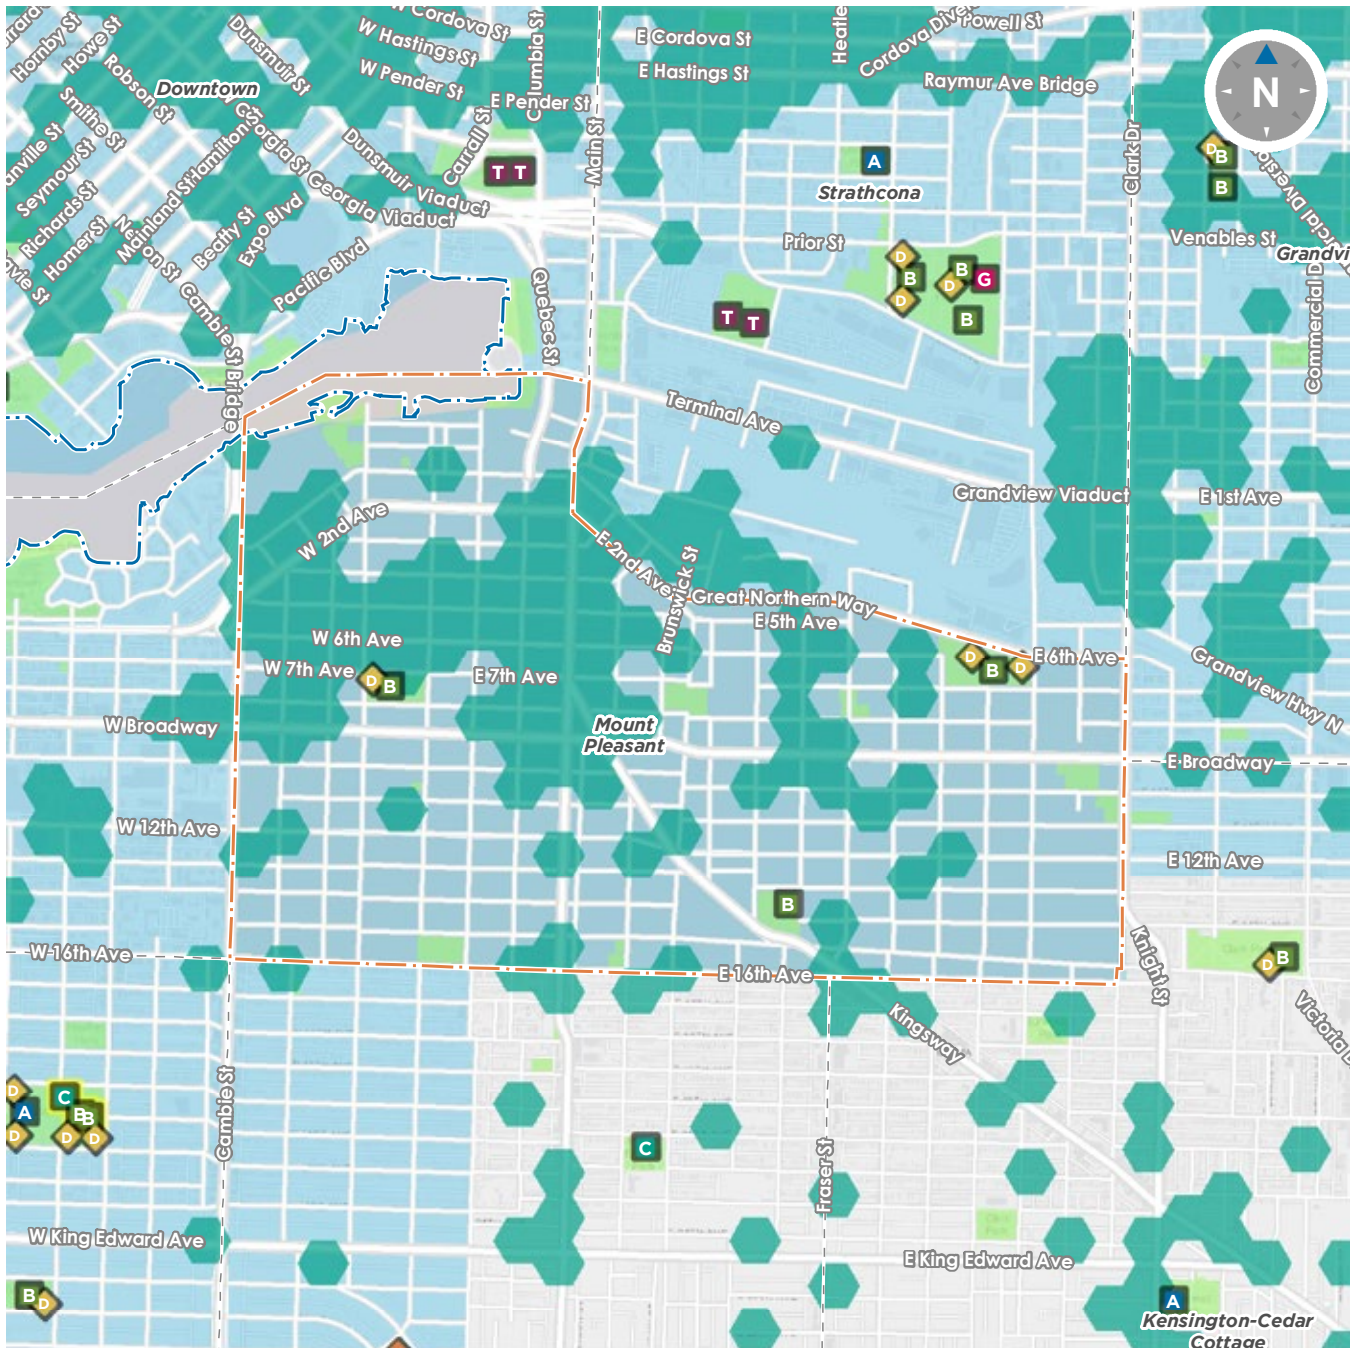 Hornby St
Howe St
Robson St
Smithe St
Seymour St
Richards St
Homer St
Mainland St
Hamilton St
Nelson St
Beatty St
Expo Blvd
Pacific Blvd
Cambie St Bridge
Downtown
Dunsmuir St
W Georgia St
Georgia Viaduct
Dunsmuir Viaduct
W Cordova St
W Hastings St
W Pender St
Columbia St
E Pender St
Carrall St
Main St
E Cordova St
E Hastings St
Heatle
Cordova Dive
Powell St
Raymur Ave Bridge
Clark Dr
N
D
B
B
A
T T
Strathcona
Venables St
Grandvi
Commercial D
Prior St
D
B
D
B
D
G
B
T T
Quebec St
Terminal Ave
Grandview Viaduct
E 1st Ave
W 2nd Ave
E 2nd Ave
Brunswick St
Great Northern Way
E 5th Ave
W 6th Ave
E 6th Ave
W 7th Ave
D B
E 7th Ave
D B D
Grandview Hwy N
W Broadway
Mount
Pleasant
E Broadway
W 12th Ave
E 12th Ave
B
W 16th Ave
E 16th Ave
Knight St
D B
Kingsway
Cambie St
D
A
D
C
B B
D D
C
Fraser St
W King Edward Ave
E King Edward Ave
B D
A
Kensington-Cedar
Cottage